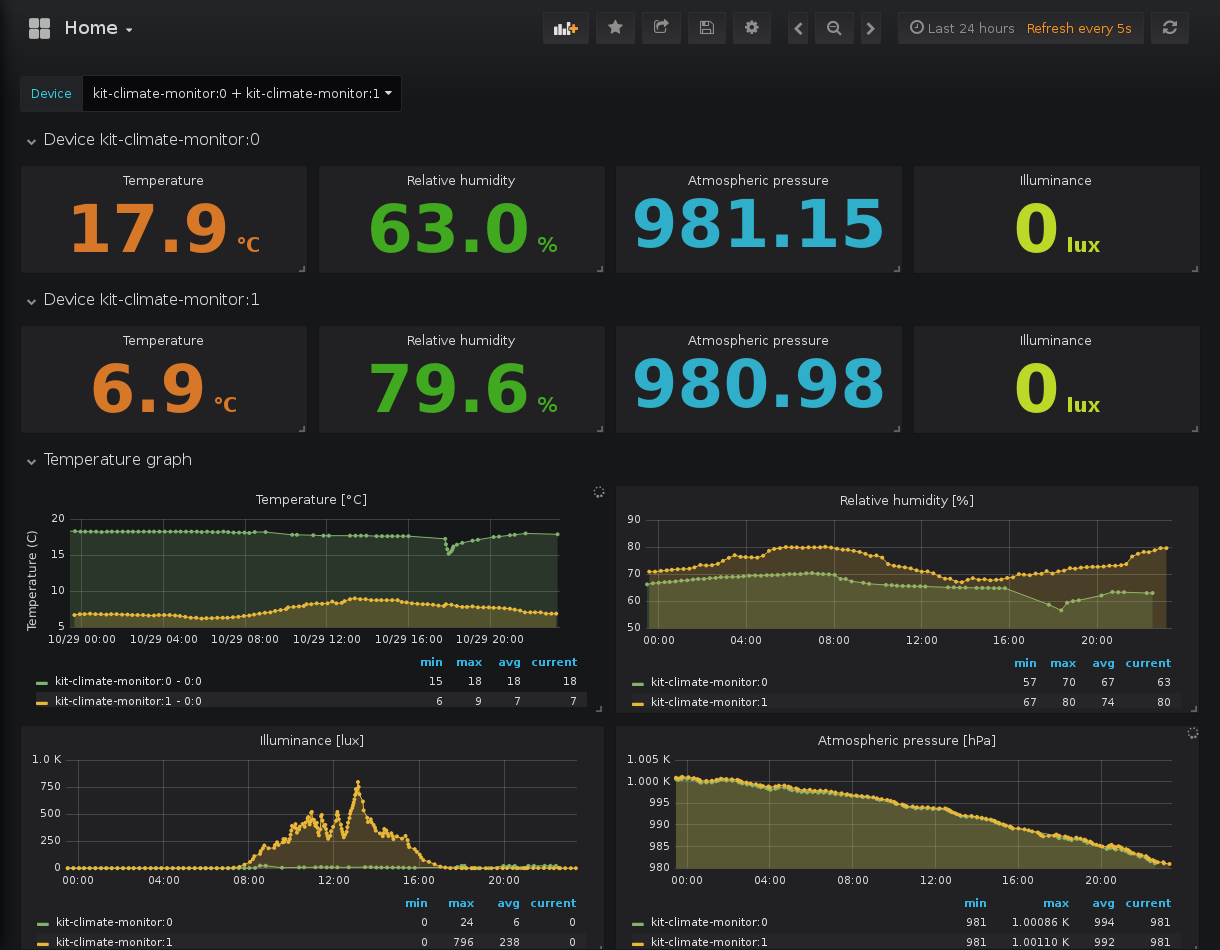 Home
Last 24 hours Refresh every 5s
Device kit-climate-monitor:0 + kit-climate-monitor:1
Device kit-climate-monitor:0
Temperature Relative humidity Atmospheric pressure Illuminance
17.9 °C 63.0 % 981.15 0 lux
Device kit-climate-monitor:1
Temperature Relative humidity Atmospheric pressure Illuminance
6.9 °C 79.6 % 980.98 0 lux
Temperature graph
Temperature [°C]
Temperature (C)
20
15
10
5
10/29 00:00 10/29 04:00 10/29 08:00 10/29 12:00 10/29 16:00 10/29 20:00
min max avg current
kit-climate-monitor:0 - 0:0 15 18 18 18
kit-climate-monitor:1 - 0:0 6 9 7 7
Relative humidity [%]
90
80
70
60
50
00:00 04:00 08:00 12:00 16:00 20:00
min max avg current
kit-climate-monitor:0 57 70 67 63
kit-climate-monitor:1 67 80 74 80
Illuminance [lux]
1.0 K
750
500
250
0
00:00 04:00 08:00 12:00 16:00 20:00
min max avg current
kit-climate-monitor:0 0 24 6 0
kit-climate-monitor:1 0 796 238 0
Atmospheric pressure [hPa]
1.005 K
1.000 K
995
990
985
980
00:00 04:00 08:00 12:00 16:00 20:00
min max avg current
kit-climate-monitor:0 981 1.00086 K 994 981
kit-climate-monitor:1 981 1.00110 K 992 981